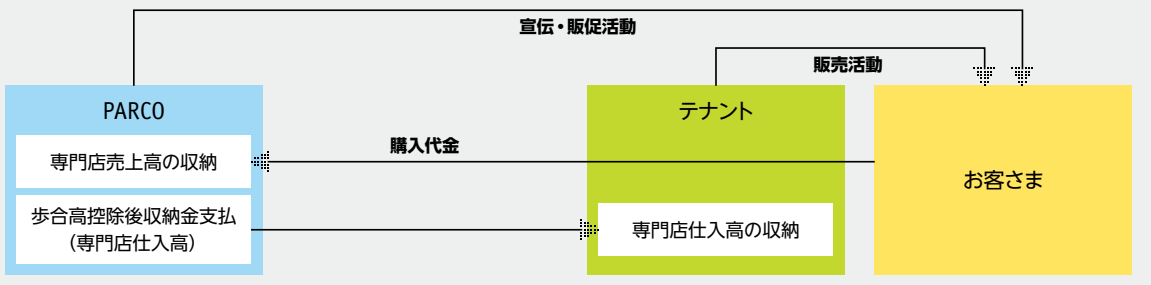 宣伝・販促活動
販売活動
PARCO
テナント
お客さま
購入代金
専門店売上高の収納
歩合高控除後収納金支払
(専門店仕入高)
専門店仕入高の収納